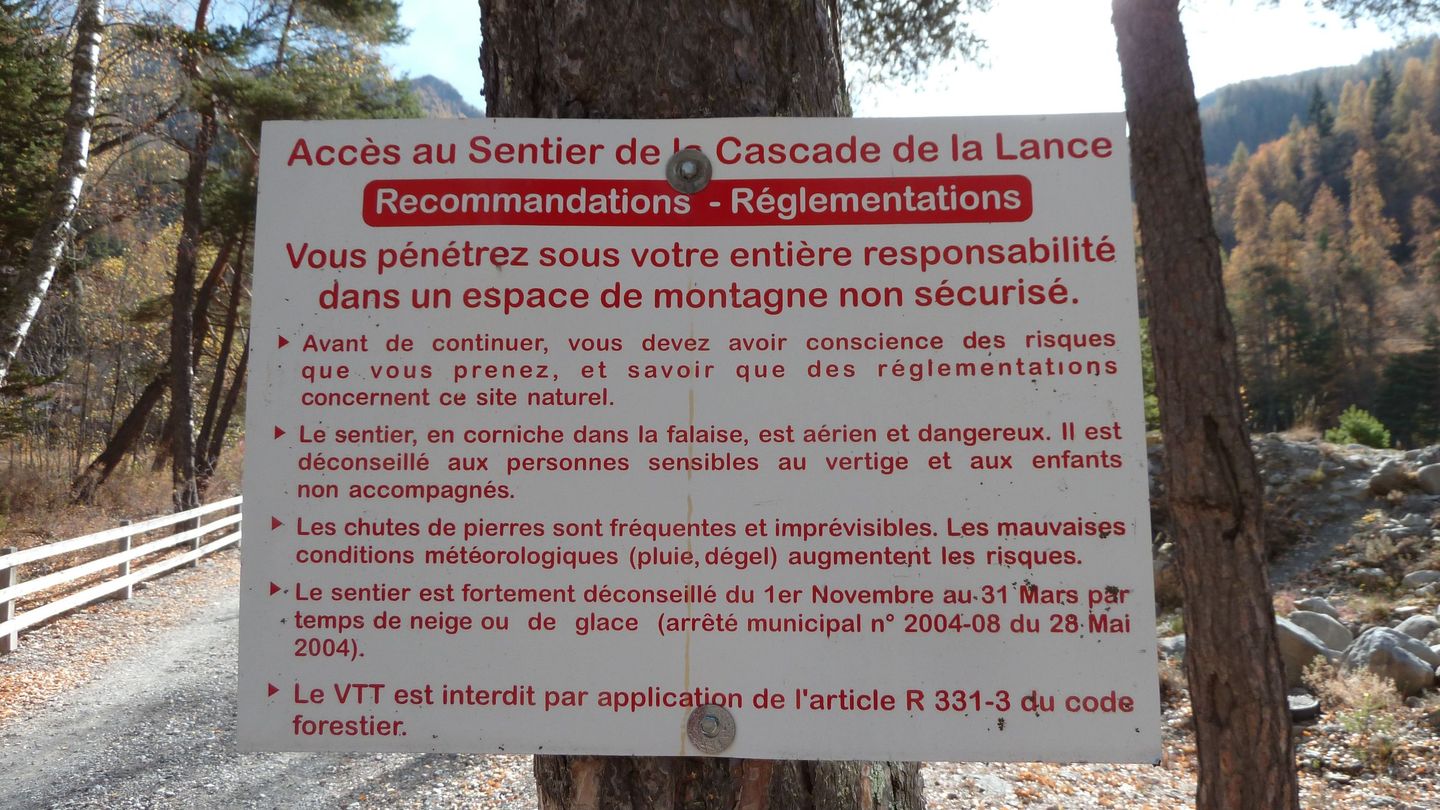 Accès au Sentier de la Cascade de la Lance
Recommandations - Réglementations
Vous pénétrez sous votre entière responsabilité
dans un espace de montagne non sécurisé.
Avant de continuer, vous devez avoir conscience des risques
que vous prenez, et savoir que des réglementations
concernent ce site naturel.
Le sentier, en corniche dans la falaise, est aérien et dangereux. Il est
déconseillé aux personnes sensibles au vertige et aux enfants
non accompagnés.
Les chutes de pierres sont fréquentes et imprévisibles. Les mauvaises
conditions météorologiques (pluie, dégel) augmentent les risques.
Le sentier est fortement déconseillé du 1er Novembre au 31 Mars par
temps de neige ou de glace (arrêté municipal n° 2004-08 du 28 Mai
2004).
Le VTT est interdit par application de l'article R 331-3 du code
forestier.